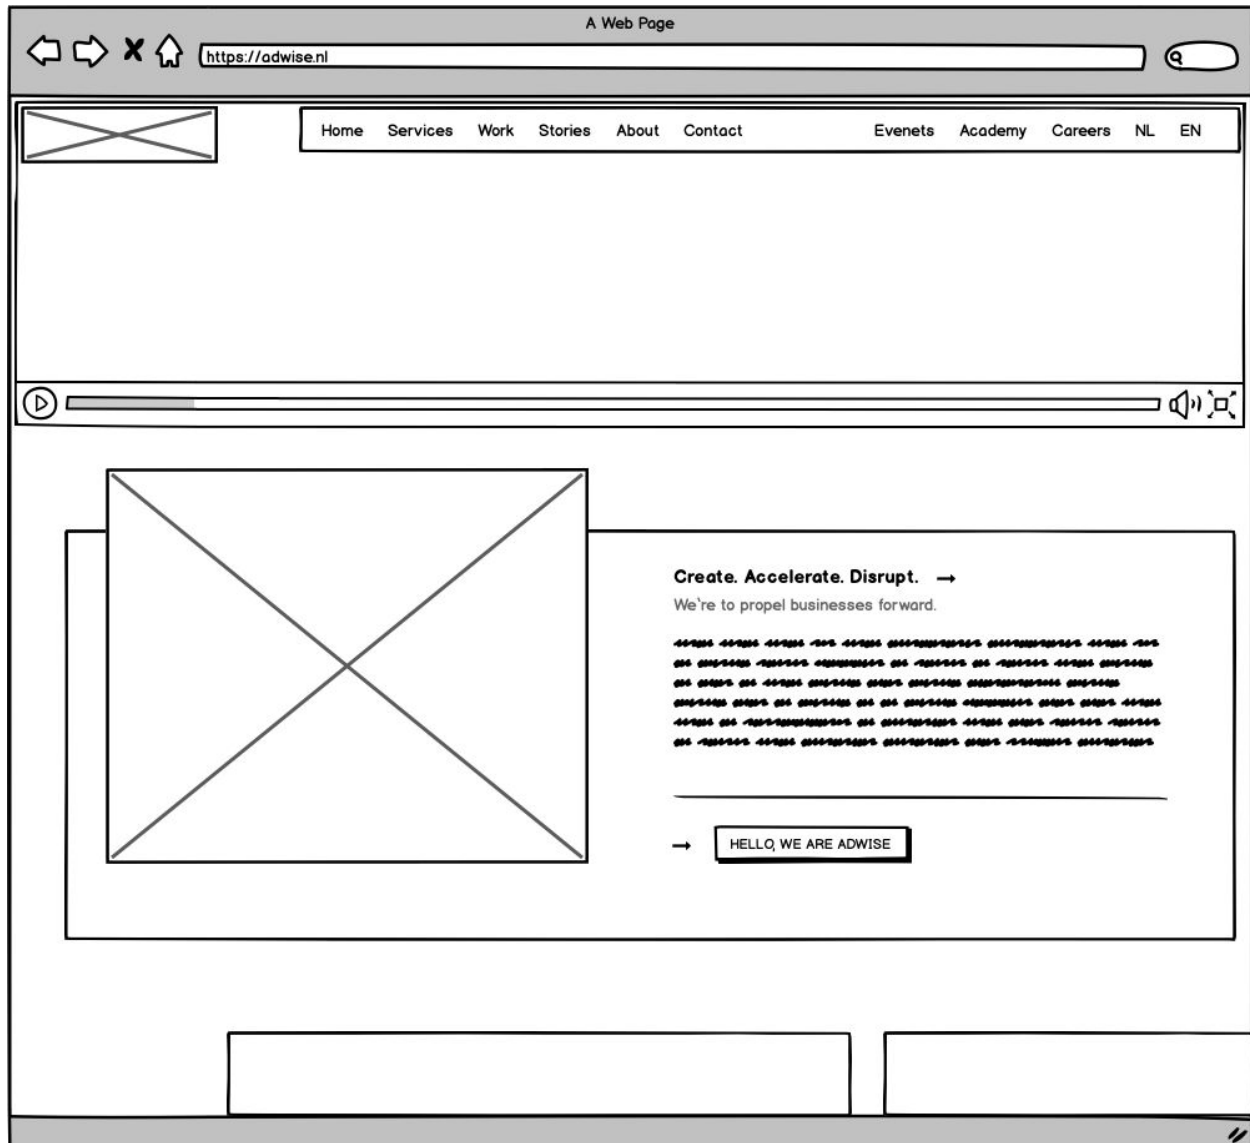 A Web Page
https://adwise.nl
Home Services Work Stories About Contact Evenets Academy Careers NL EN
Create. Accelerate. Disrupt. →
We're to propel businesses forward.
→ HELLO, WE ARE ADWISE